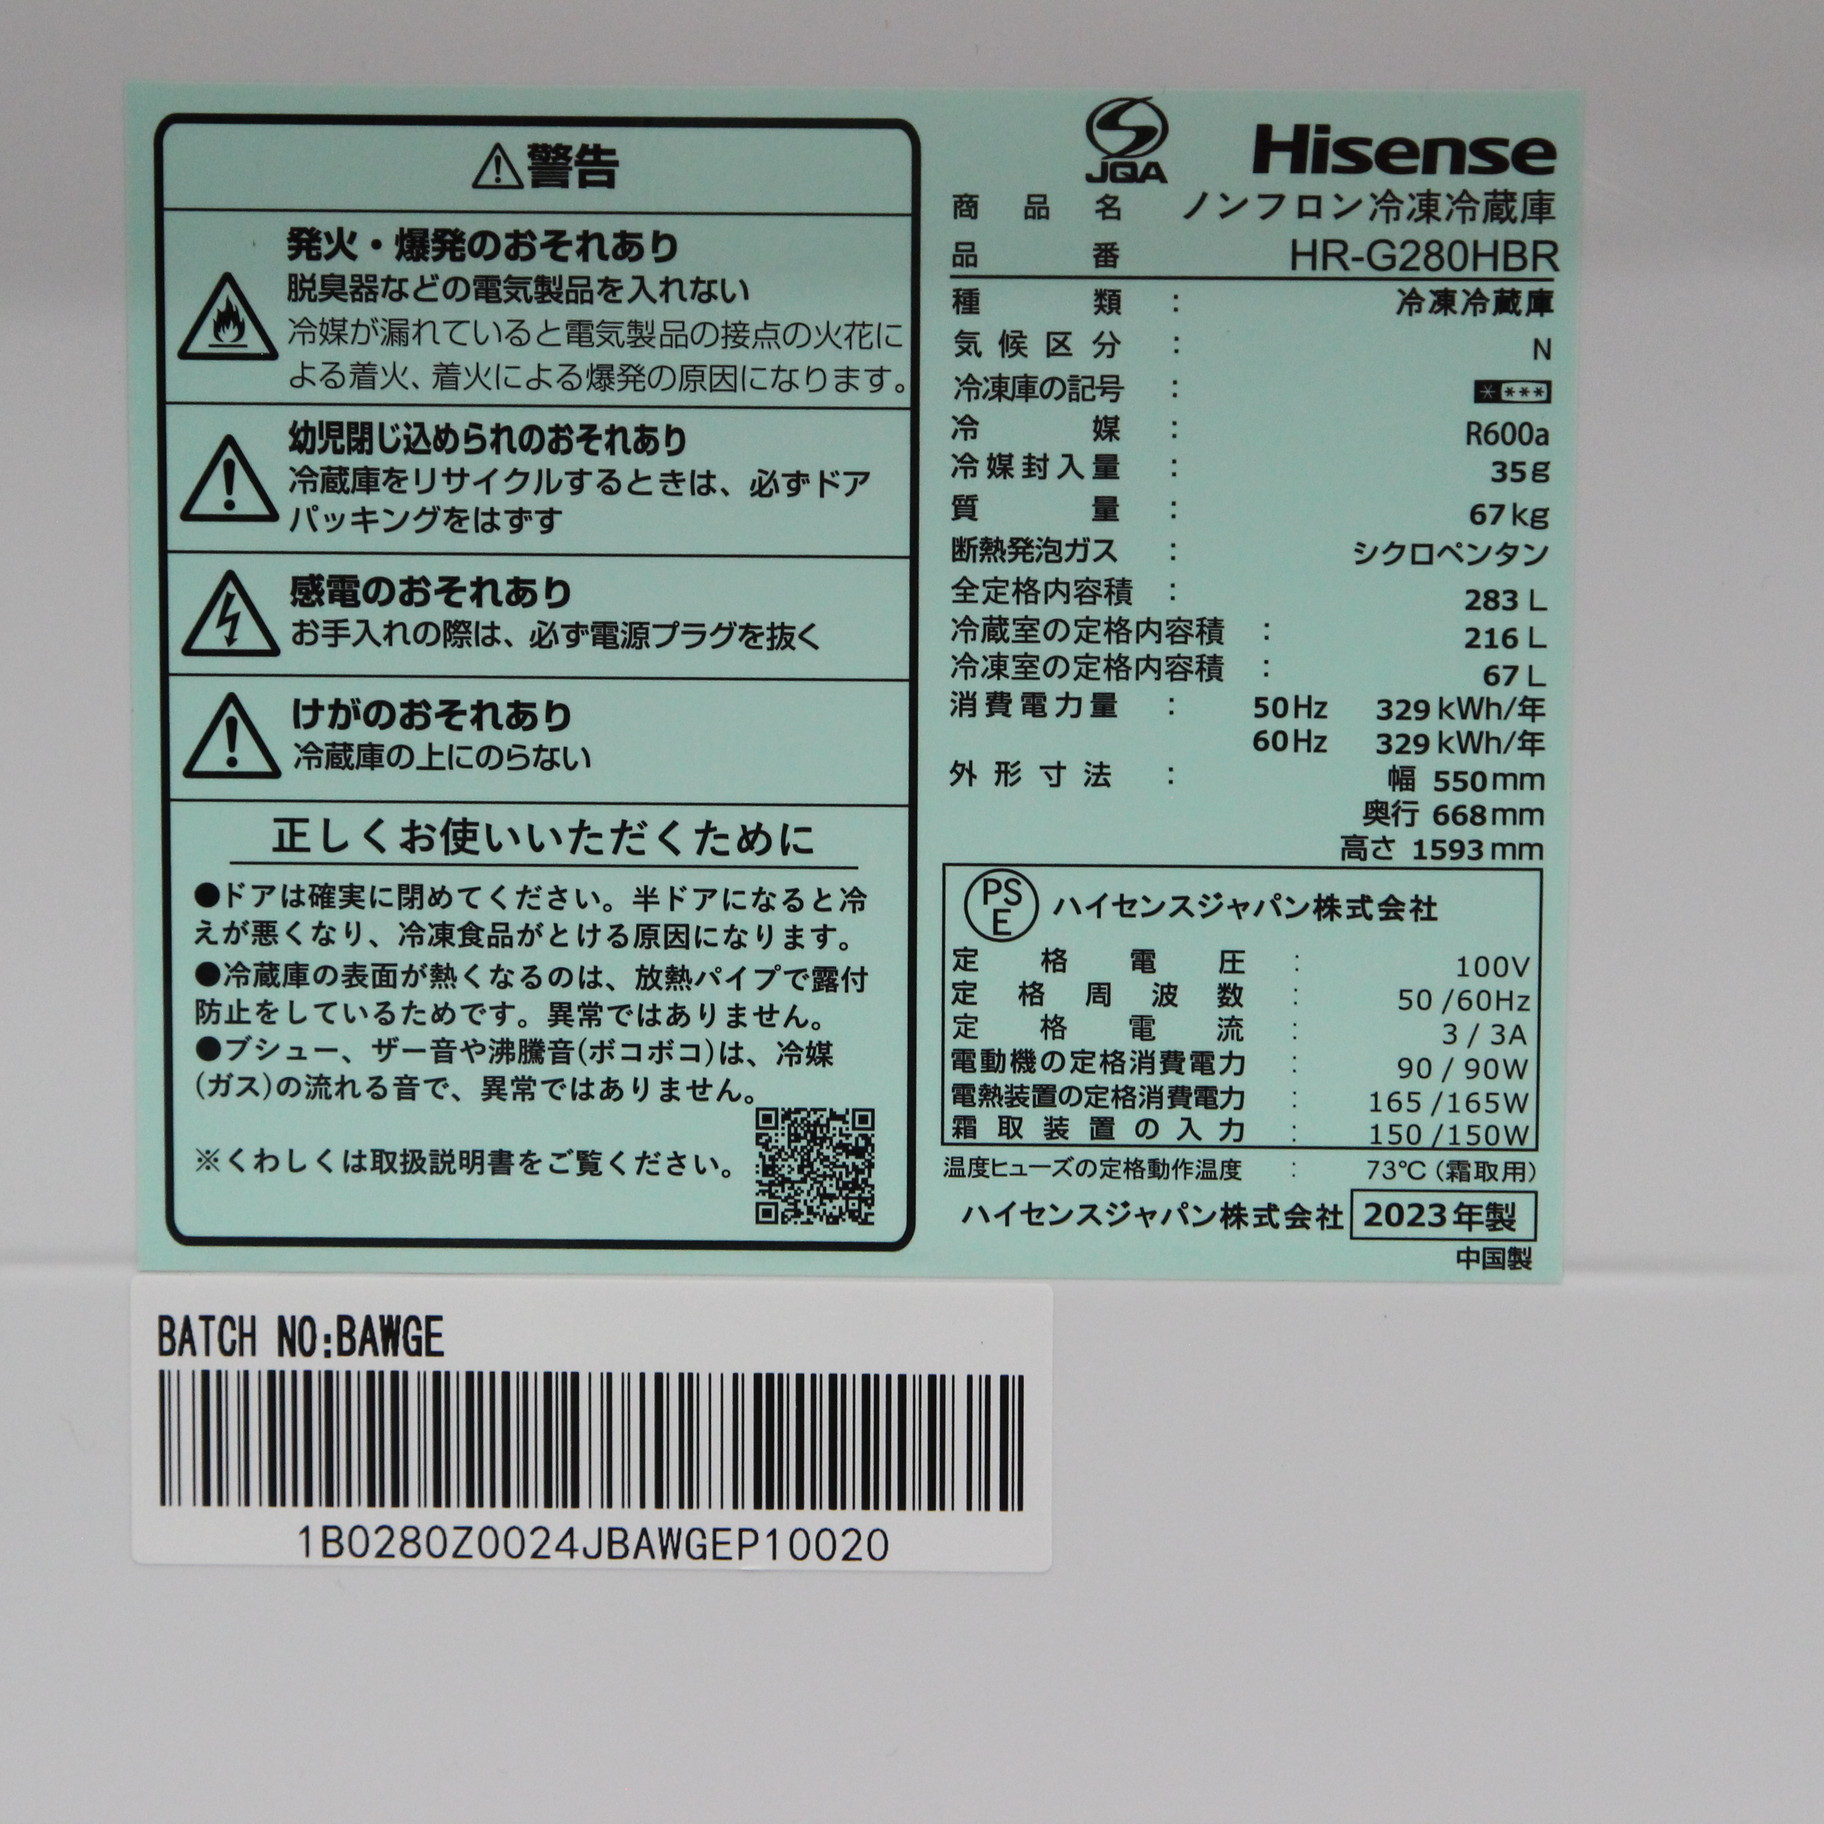 警告
発火・爆発のおそれあり
脱臭器などの電気製品を入れない
冷媒が漏れていると電気製品の接点の火花に
よる着火、着火による爆発の原因になります。
幼児閉じ込められのおそれあり
冷蔵庫をリサイクルするときは、必ずドア
パッキングをはずす
感電のおそれあり
お手入れの際は、必ず電源プラグを抜く
けがのおそれあり
冷蔵庫の上にのらない
正しくお使いいただくために
●ドアは確実に閉めてください。半ドアになると冷
えが悪くなり、冷凍食品がとける原因になります。
●冷蔵庫の表面が熱くなるのは、放熱パイプで露付
防止をしているためです。異常ではありません。
●ブシュー、ザー音や沸騰音(ボコボコ)は、冷媒
(ガス)の流れる音で、異常ではありません。
※くわしくは取扱説明書をご覧ください。
JQA Hisense
商品名 ノンフロン冷凍冷蔵庫
品番 HR-G280HBR
種類 : 冷凍冷蔵庫
気候区分 : N
冷凍庫の記号 : ****
冷媒 : R600a
冷媒封入量 : 35g
質量 : 67kg
断熱発泡ガス : シクロペンタン
全定格内容積 : 283 L
冷蔵室の定格内容積 : 216 L
冷凍室の定格内容積 : 67 L
消費電力量 : 50Hz 329 kWh/年
60Hz 329 kWh/年
外形寸法 : 幅 550mm
奥行 668mm
高さ 1593mm
PSE ハイセンスジャパン株式会社
定格電圧 : 100V
定格周波数 : 50 /60Hz
定格電流 : 3 / 3A
電動機の定格消費電力 : 90 / 90W
電熱装置の定格消費電力 : 165 /165W
霜取装置の入力 : 150 /150W
温度ヒューズの定格動作温度 : 73℃(霜取用)
ハイセンスジャパン株式会社 2023年製
中国製
BATCH NO:BAWGE
1B0280Z0024JBAWGEP10020